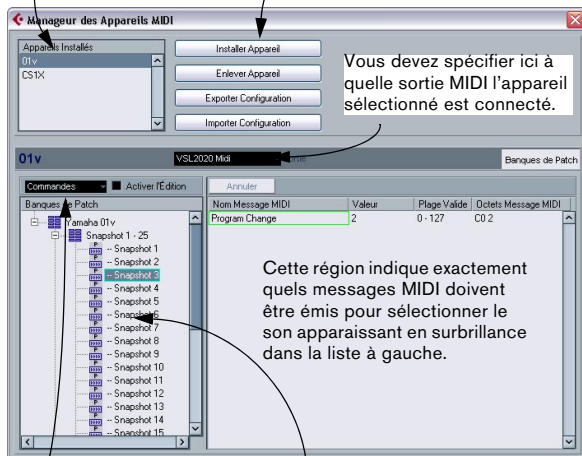 Manageur des Appareils MIDI
Appareils Installés
01v
CS1X
Installer Appareil
Enlever Appareil
Exporter Configuration
Importer Configuration
Vous devez spécifier ici à
quelle sortie MIDI l'appareil
sélectionné est connecté.
01v
VSL2020 Midi
Banques de Patch
Commandes
Activer l'Édition
Annuler
Banques de Patch
Nom Message MIDI
Valeur
Plage Valide
Octets Message MIDI
Program Change
2
0 - 127
C0 2
Yamaha 01v
Snapshot 1 - 25
-- Snapshot 1
-- Snapshot 2
-- Snapshot 3
-- Snapshot 4
-- Snapshot 5
-- Snapshot 6
-- Snapshot 7
-- Snapshot 8
-- Snapshot 9
-- Snapshot 10
-- Snapshot 11
-- Snapshot 12
-- Snapshot 13
-- Snapshot 14
-- Snapshot 15
Cette région indique exactement
quels messages MIDI doivent
être émis pour sélectionner le
son apparaissant en surbrillance
dans la liste à gauche.